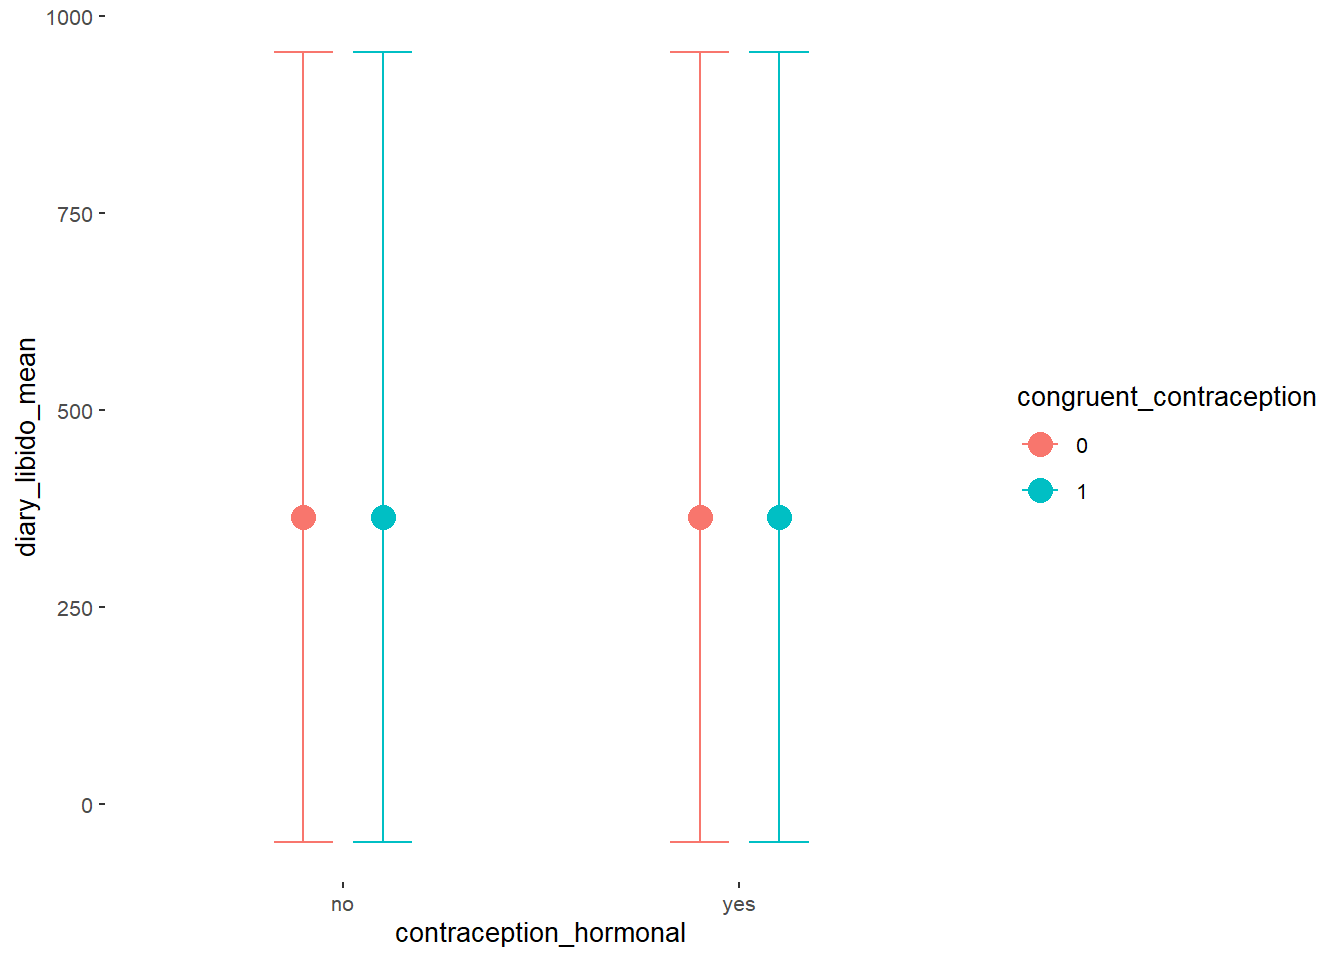 1000
750
500
250
0
diary_libido_mean
no
yes
contraception_hormonal
congruent_contraception
0
1